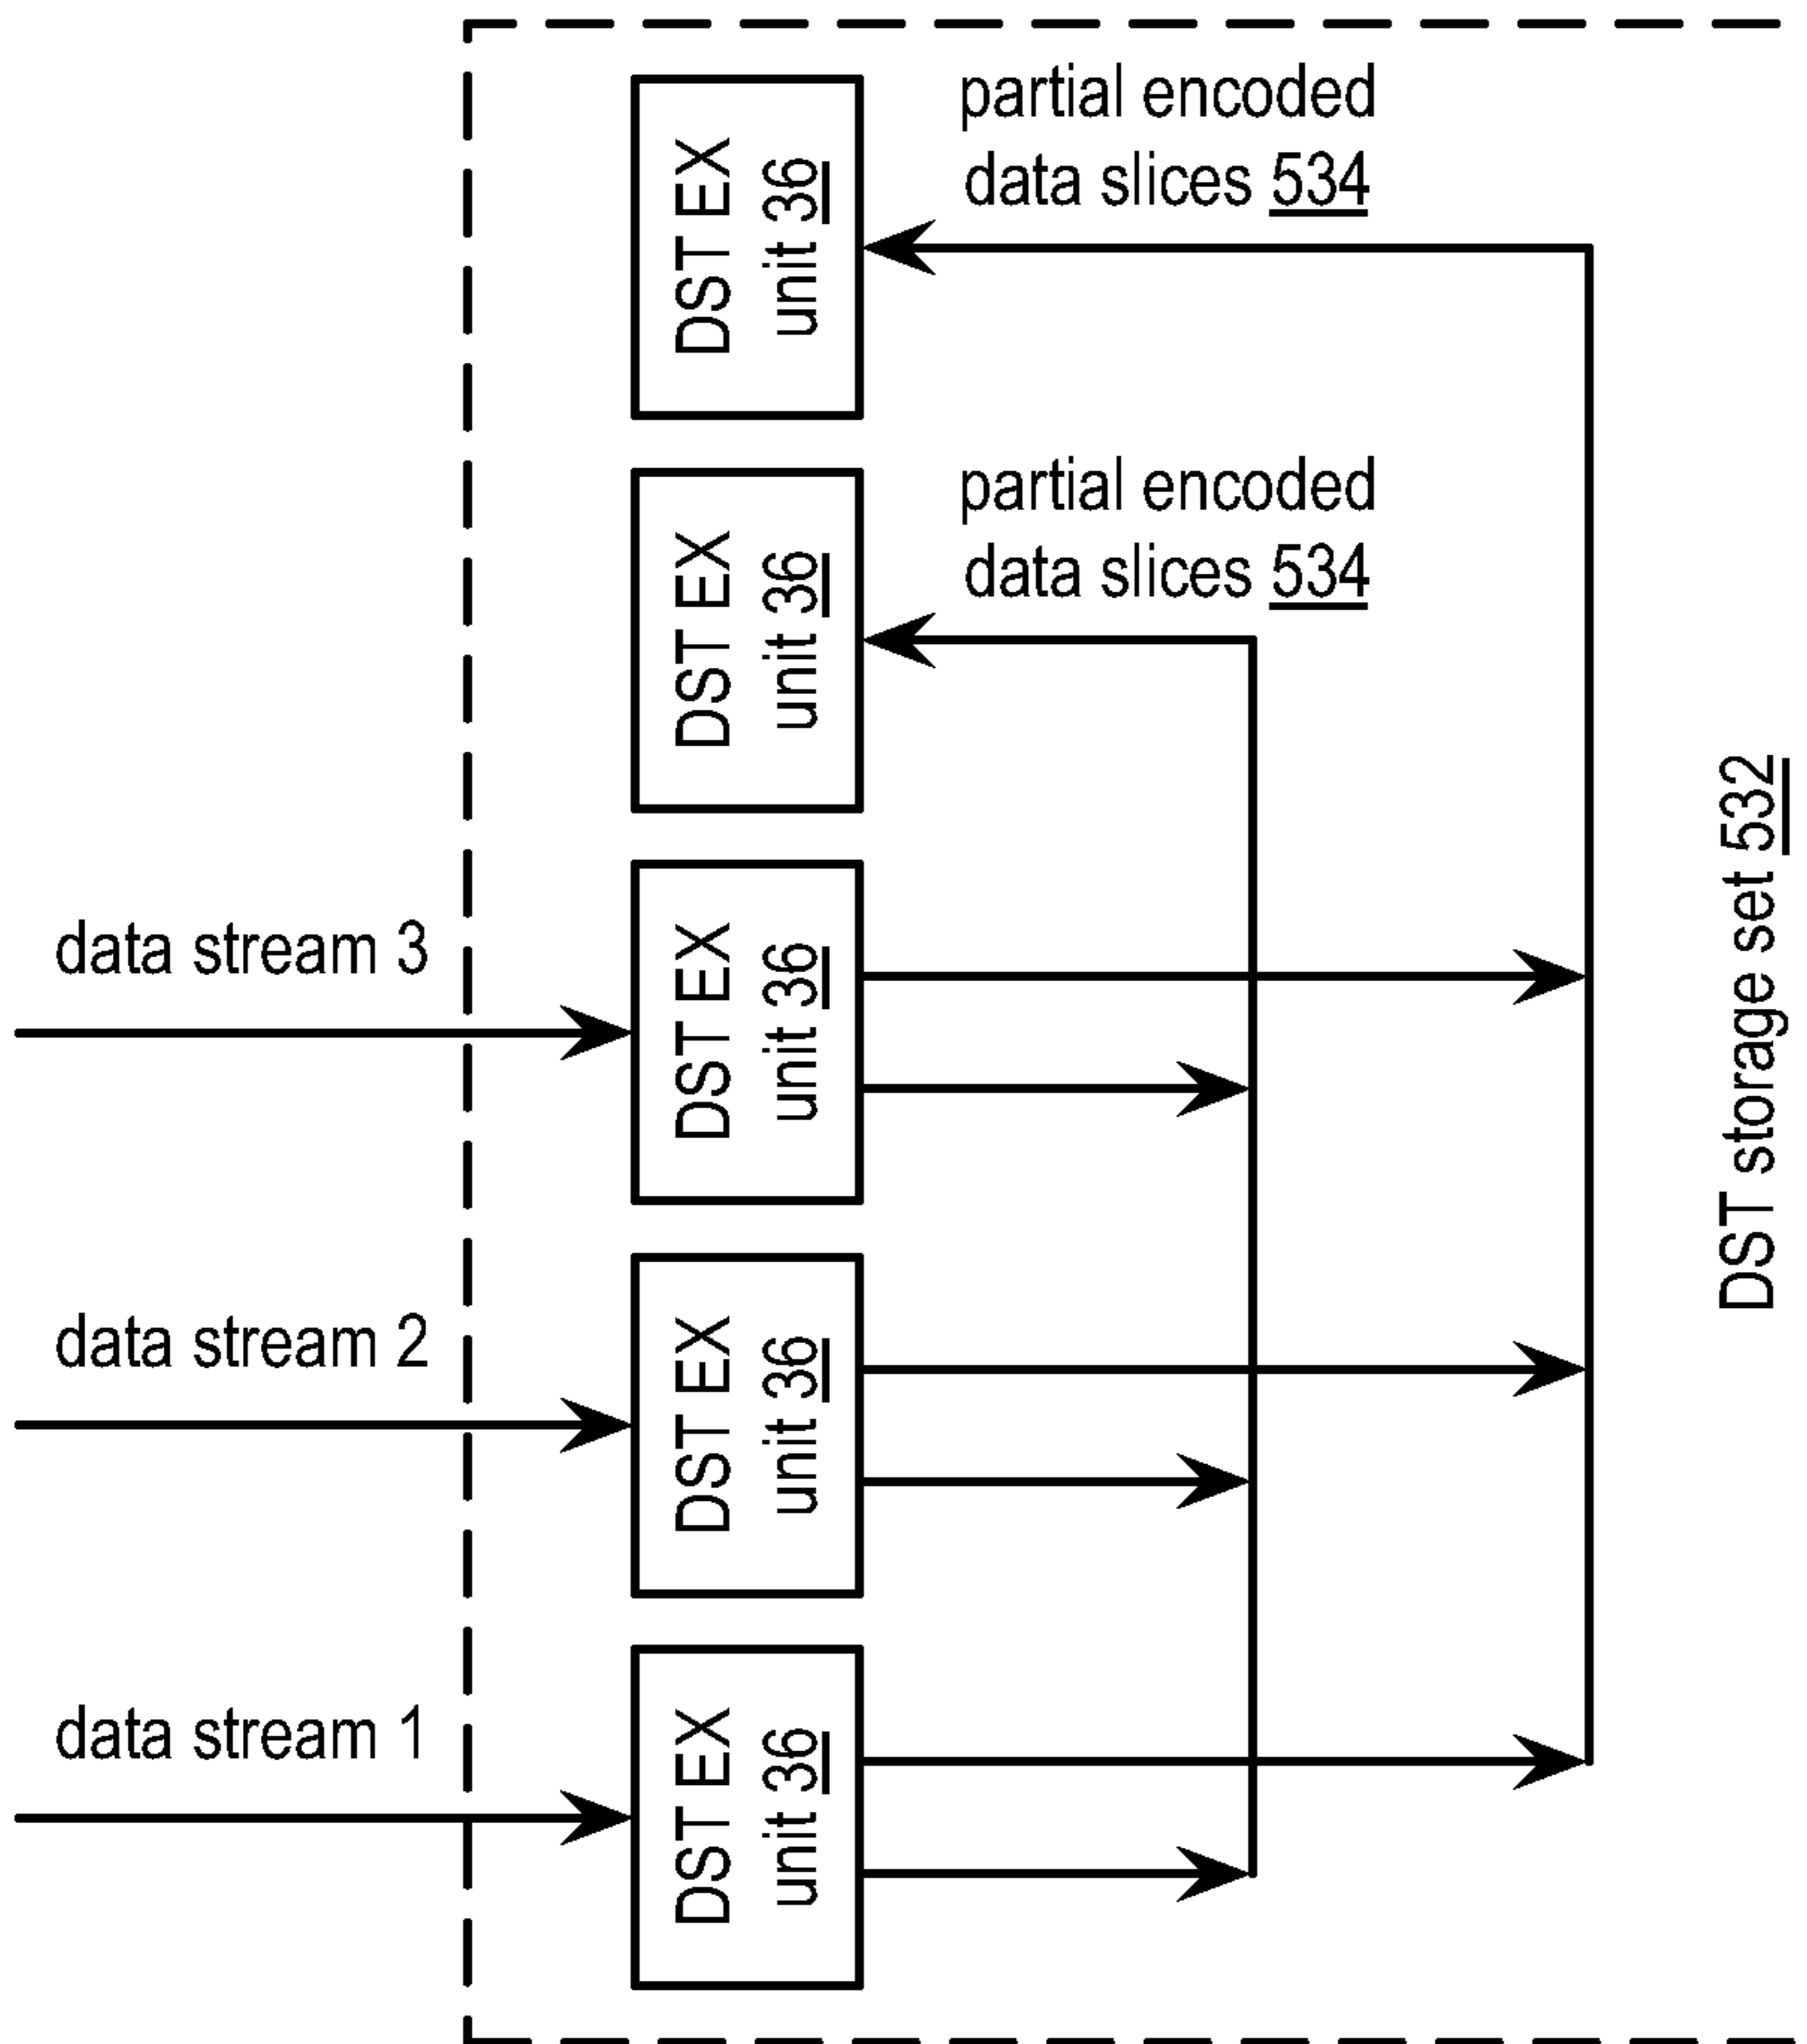 partial encoded
data slices 534
DST EX
unit 36
partial encoded
data slices 534
DST EX
unit 36
data stream 3
DST EX
unit 36
DST storage set 532
data stream 2
DST EX
unit 36
data stream 1
DST EX
unit 36